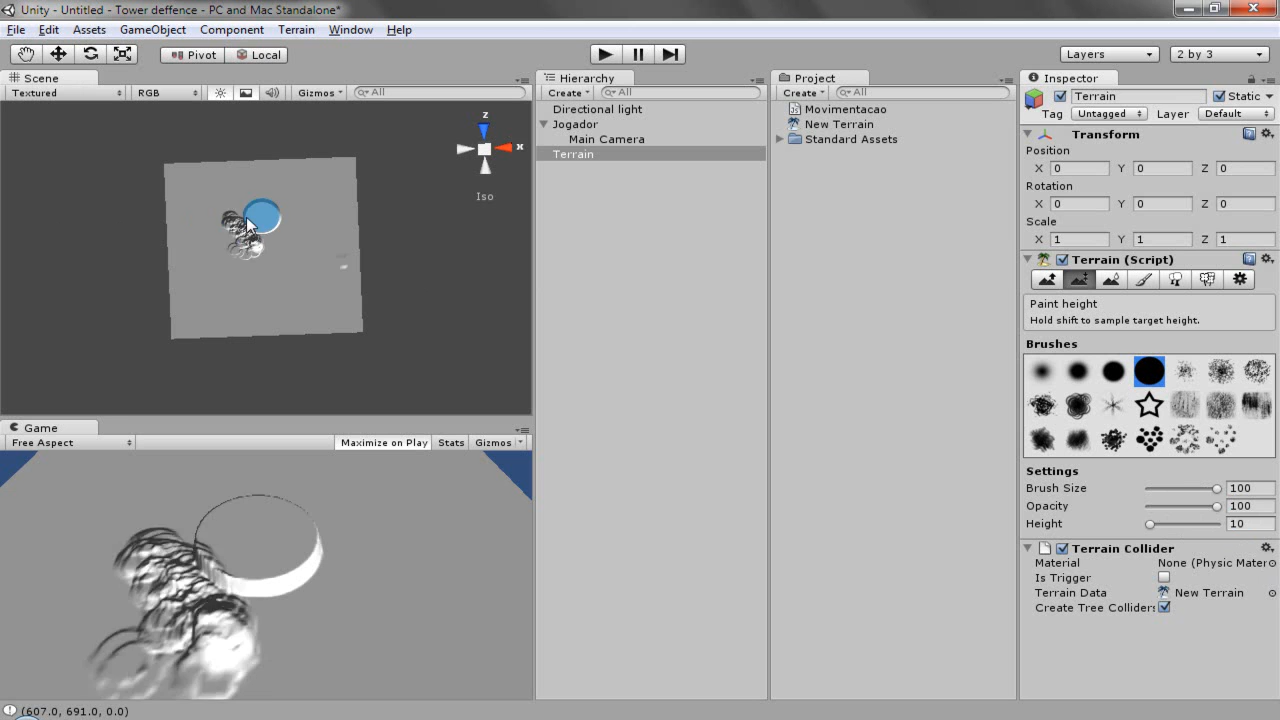 Unity - Untitled - Tower deffence - PC and Mac Standalone*
File Edit Assets GameObject Component Terrain Window Help
Pivot Local Layers 2 by 3
Scene
Textured RGB Gizmos All
z
x
Iso
Game
Free Aspect Maximize on Play Stats Gizmos
Hierarchy
Create All
Directional light
Jogador
Main Camera
Terrain
Project
Create All
Movimentacao
New Terrain
Standard Assets
Inspector
Terrain Static
Tag Untagged Layer Default
Transform
Position
X 0 Y 0 Z 0
Rotation
X 0 Y 0 Z 0
Scale
X 1 Y 1 Z 1
Terrain (Script)
Paint height
Hold shift to sample target height.
Brushes
Settings
Brush Size 100
Opacity 100
Height 10
Terrain Collider
Material None (Physic Mater
Is Trigger
Terrain Data New Terrain
Create Tree Colliders
(607.0, 691.0, 0.0)